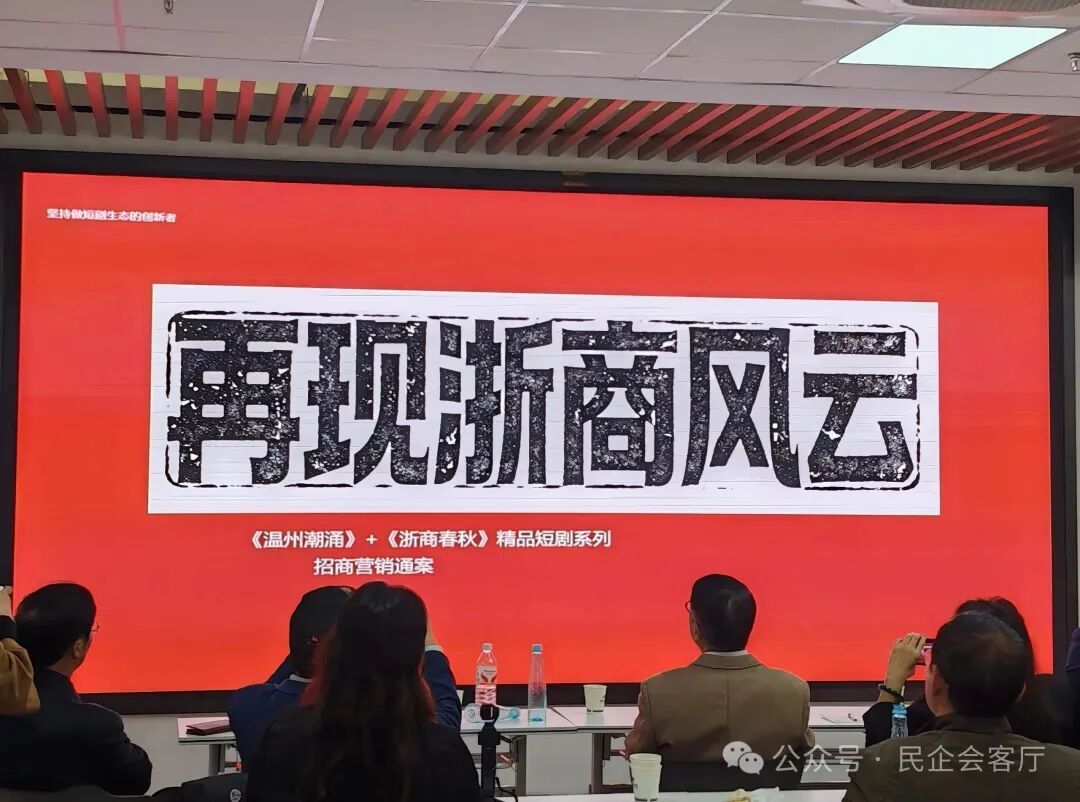 坚持做短剧生态的创新者
再现浙商风云
《温州潮涌》+《浙商春秋》精品短剧系列
招商营销通案
公众号·民企会客厅